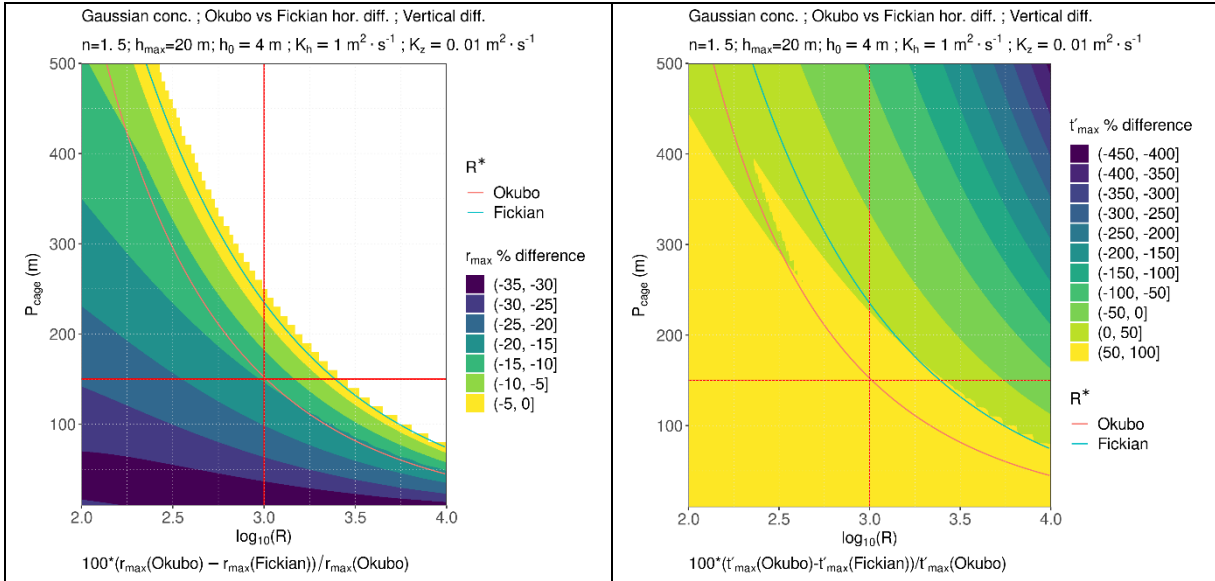 Gaussian conc. ; Okubo vs Fickian hor. diff. ; Vertical diff.
n=1. 5; hmax=20 m; h0 = 4 m ; Kh = 1 m2 · s-1 ; Kz = 0. 01 m2 · s-1
500
400
300
200
100
Pcage (m)
2.0 2.5 3.0 3.5 4.0
log10(R)
100*(rmax(Okubo) − rmax(Fickian))/rmax(Okubo)
R*
Okubo
Fickian
rmax % difference
(-35, -30]
(-30, -25]
(-25, -20]
(-20, -15]
(-15, -10]
(-10, -5]
(-5, 0]
Gaussian conc. ; Okubo vs Fickian hor. diff. ; Vertical diff.
n=1. 5; hmax=20 m; h0 = 4 m ; Kh = 1 m2 · s-1 ; Kz = 0. 01 m2 · s-1
500
400
300
200
100
Pcage (m)
2.0 2.5 3.0 3.5 4.0
log10(R)
100*(t′max(Okubo)-t′max(Fickian))/t′max(Okubo)
t′max % difference
(-450, -400]
(-400, -350]
(-350, -300]
(-300, -250]
(-250, -200]
(-200, -150]
(-150, -100]
(-100, -50]
(-50, 0]
(0, 50]
(50, 100]
R*
Okubo
Fickian